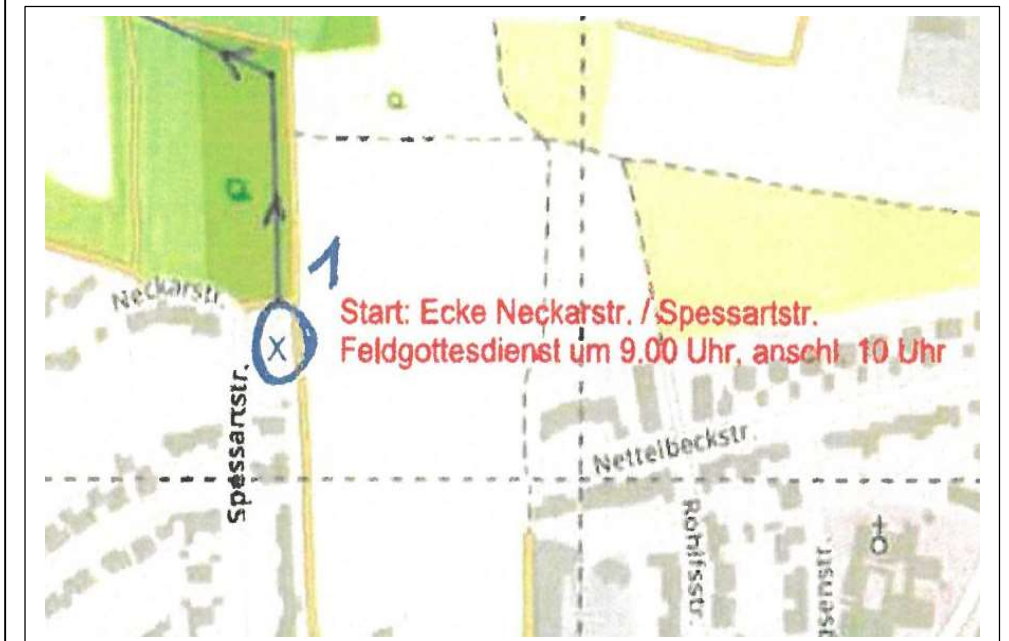 1
Neckarstr.
Start: Ecke Neckarstr. / Spessartstr.
X
Feldgottesdienst um 9.00 Uhr, anschl. 10 Uhr
Spessartstr.
Nettelbeckstr.
Rohlfsstr.